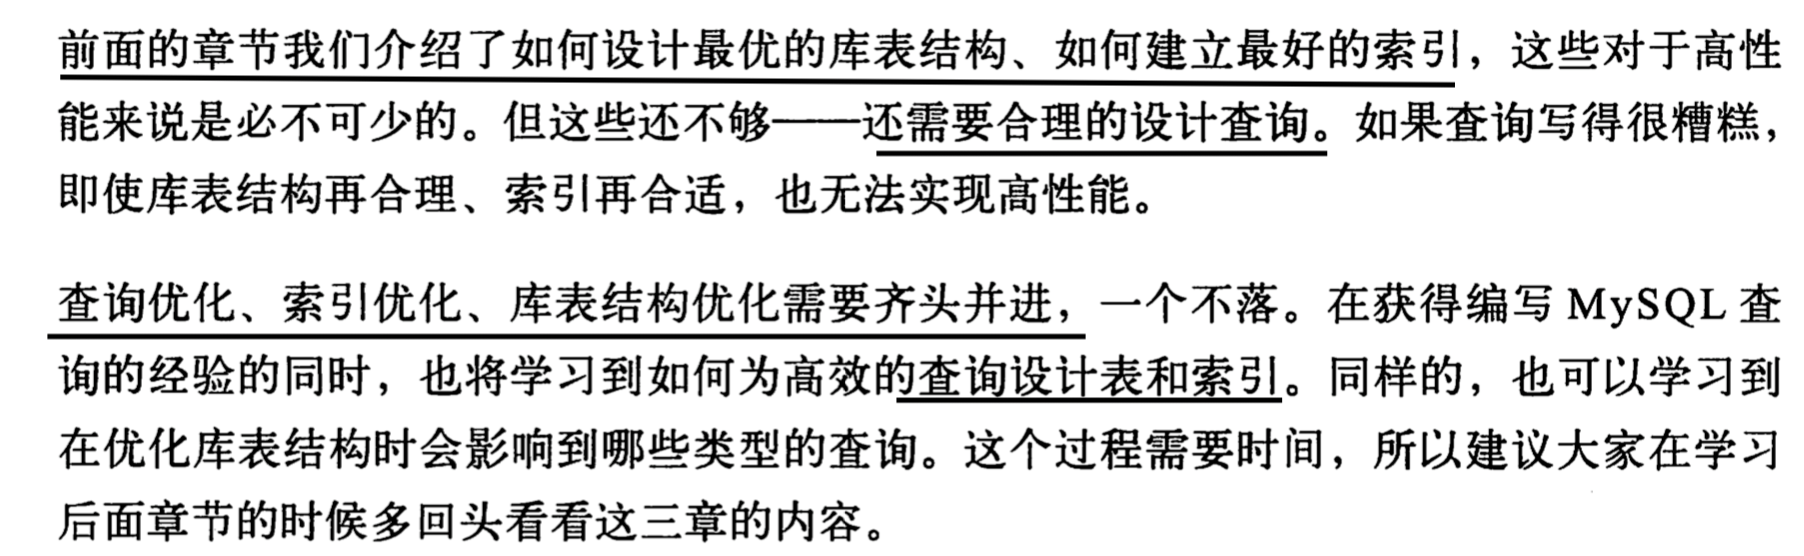 前面的章节我们介绍了如何设计最优的库表结构、如何建立最好的索引，这些对于高性
能来说是必不可少的。但这些还不够——还需要合理的设计查询。如果查询写得很糟糕，
即使库表结构再合理、索引再合适，也无法实现高性能。
查询优化、索引优化、库表结构优化需要齐头并进，一个不落。在获得编写 MySQL 查
询的经验的同时，也将学习到如何为高效的查询设计表和索引。同样的，也可以学习到
在优化库表结构时会影响到哪些类型的查询。这个过程需要时间，所以建议大家在学习
后面章节的时候多回头看看这三章的内容。